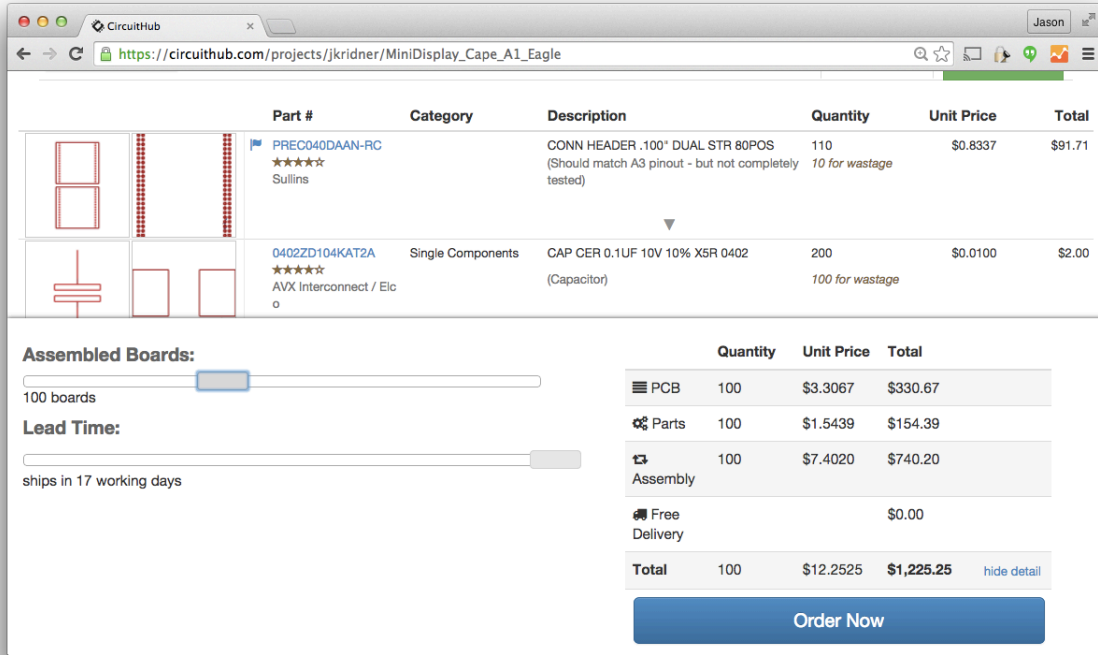 CircuitHub
Jason
https://circuithub.com/projects/jkridner/MiniDisplay_Cape_A1_Eagle
Part # Category Description Quantity Unit Price Total
PREC040DAAN-RC CONN HEADER .100" DUAL STR 80POS 110 $0.8337 $91.71
(Should match A3 pinout - but not completely 10 for wastage
Sullins tested)
0402ZD104KAT2A Single Components CAP CER 0.1UF 10V 10% X5R 0402 200 $0.0100 $2.00
AVX Interconnect / Elc (Capacitor) 100 for wastage
o
Assembled Boards:
100 boards
Lead Time:
ships in 17 working days
Quantity Unit Price Total
PCB 100 $3.3067 $330.67
Parts 100 $1.5439 $154.39
100 $7.4020 $740.20
Assembly
Free $0.00
Delivery
Total 100 $12.2525 $1,225.25 hide detail
Order Now